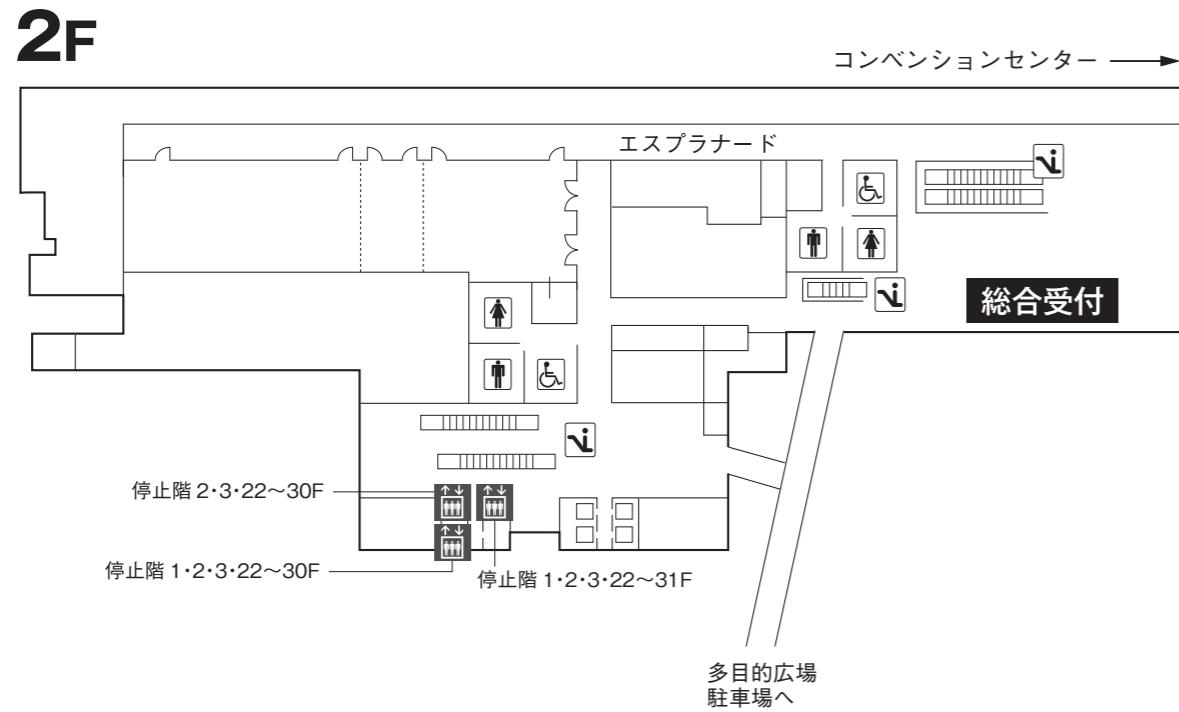 2F
コンベンションセンター
エスプラナード
総合受付
停止階 2・3・22～30F
停止階 1・2・3・22～30F
停止階 1・2・3・22～31F
多目的広場
駐車場へ